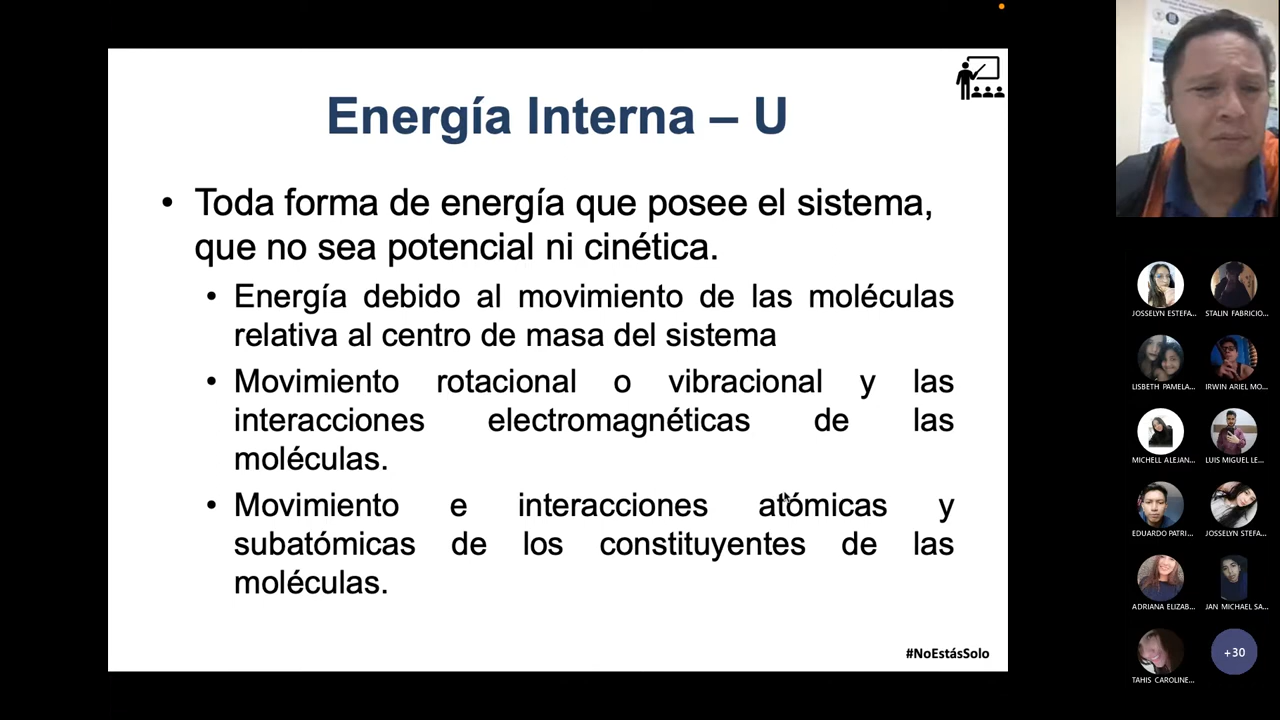 Energía Interna – U
• Toda forma de energía que posee el sistema,
que no sea potencial ni cinética.
• Energía debido al movimiento de las moléculas
relativa al centro de masa del sistema
• Movimiento rotacional o vibracional y las
interacciones electromagnéticas de las
moléculas.
• Movimiento e interacciones atómicas y
subatómicas de los constituyentes de las
moléculas.
#NoEstásSolo
JOSSELYN ESTEFA...
STALIN FABRICIO...
LISBETH PAMELA...
IRWIN ARIEL MO...
MICHELL ALEJAN...
LUIS MIGUEL LE...
EDUARDO PATRI...
JOSSELYN STEFA...
ADRIANA ELIZAB...
JAN MICHAEL SA...
TAHIS CAROLINE...
+30